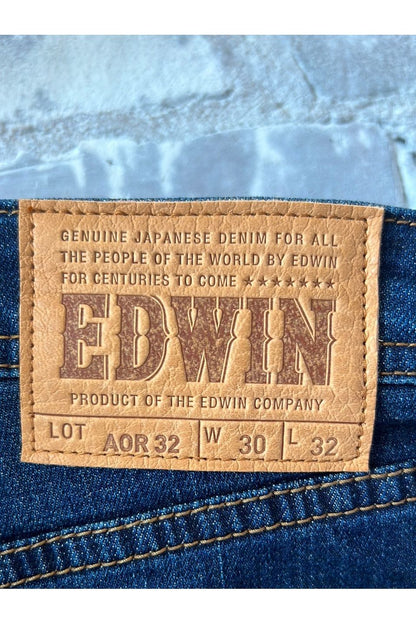 GENUINE JAPANESE DENIM FOR ALL
THE PEOPLE OF THE WORLD BY EDWIN
FOR CENTURIES TO COME ★★★★★★★
EDWIN
PRODUCT OF THE EDWIN COMPANY
LOT AOR 32 W 30 L 32